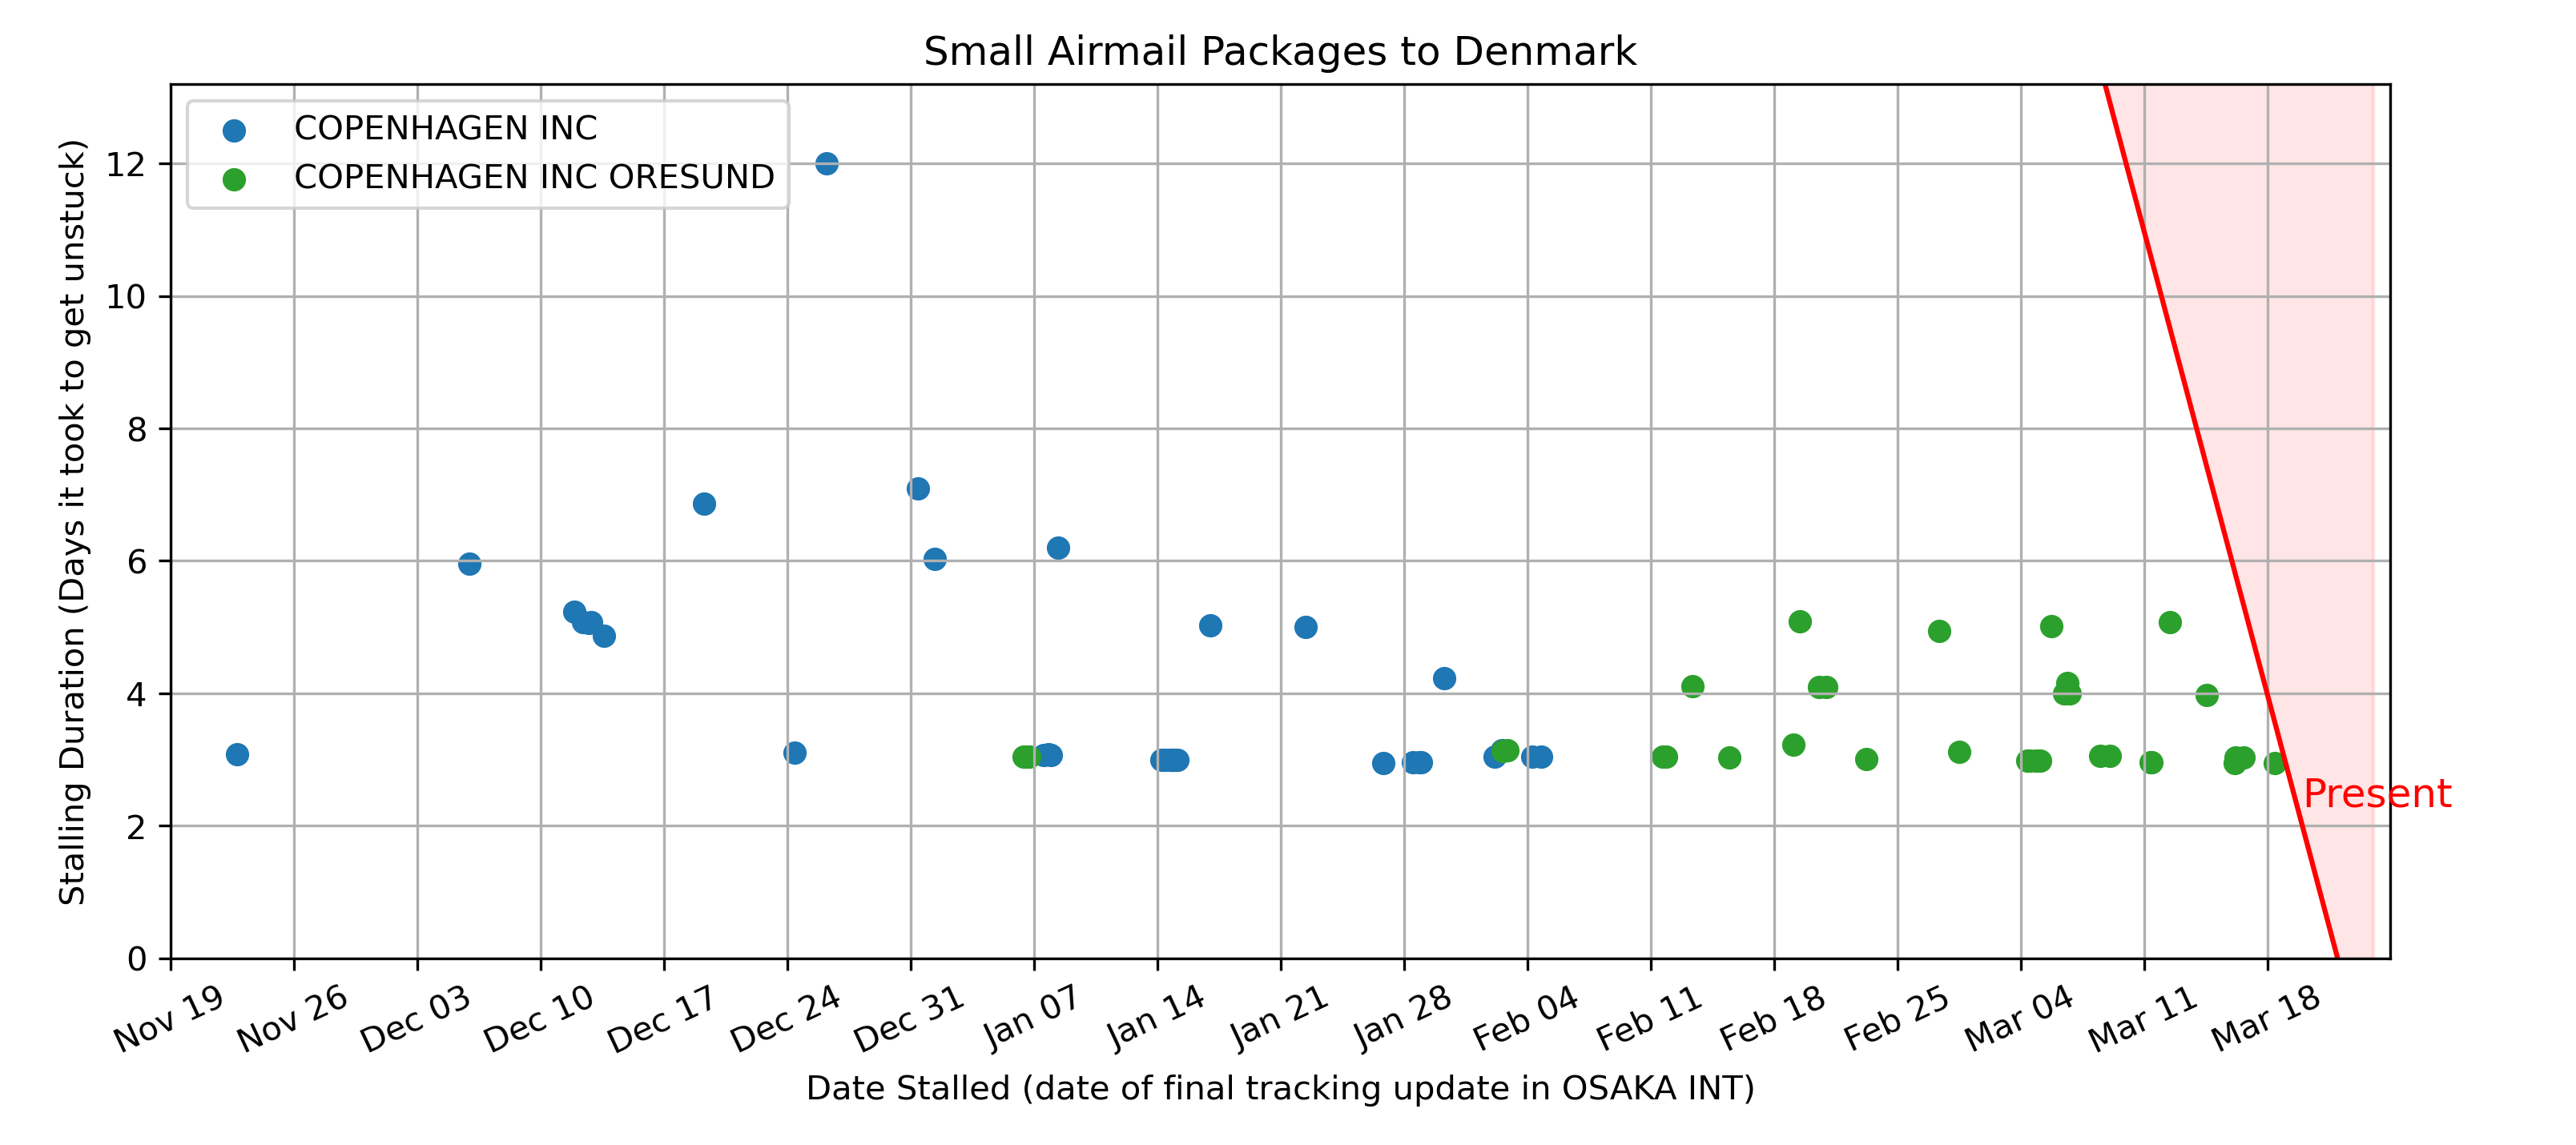 Small Airmail Packages to Denmark
COPENHAGEN INC
COPENHAGEN INC ORESUND
Stalling Duration (Days it took to get unstuck)
12
10
8
6
4
2
0
Present
Nov 19
Nov 26
Dec 03
Dec 10
Dec 17
Dec 24
Dec 31
Jan 07
Jan 14
Jan 21
Jan 28
Feb 04
Feb 11
Feb 18
Feb 25
Mar 04
Mar 11
Mar 18
Date Stalled (date of final tracking update in OSAKA INT)